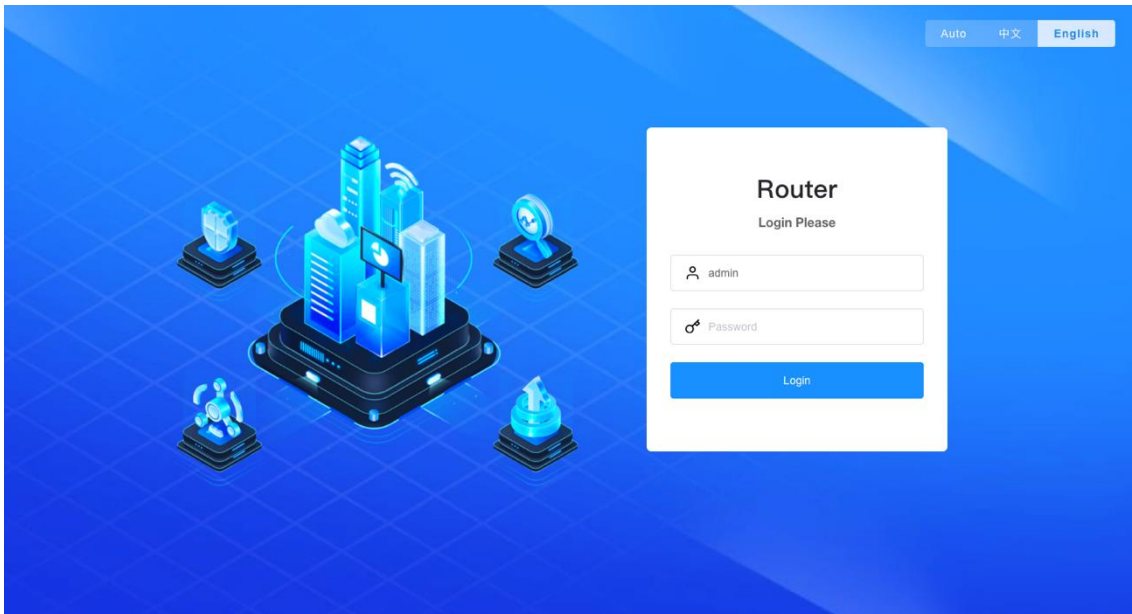 Auto 中文 English
Router
Login Please
admin
Password
Login